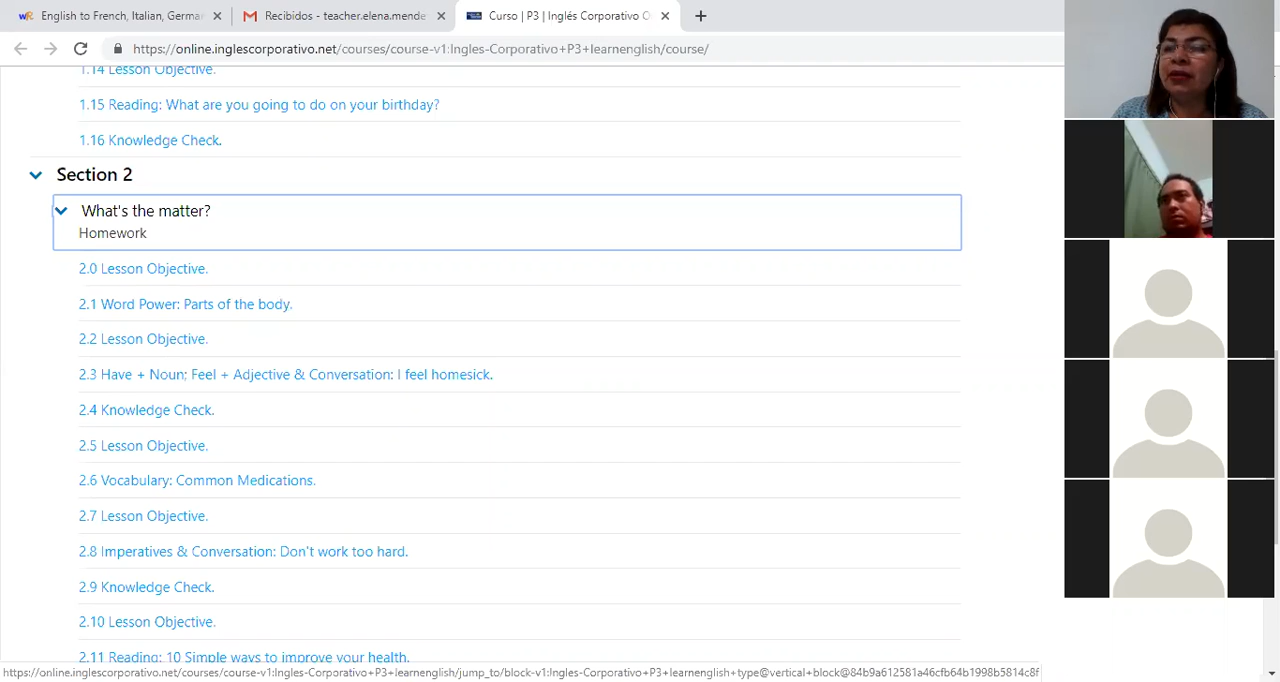 English to French, Italian, Germa
Recibidos - teacher.elena.mende
Curso | P3 | Inglés Corporativo O
https://online.inglescorporativo.net/courses/course-v1:Ingles-Corporativo+P3+learnenglish/course/
1.14 Lesson Objective.
1.15 Reading: What are you going to do on your birthday?
1.16 Knowledge Check.
Section 2
What's the matter?
Homework
2.0 Lesson Objective.
2.1 Word Power: Parts of the body.
2.2 Lesson Objective.
2.3 Have + Noun; Feel + Adjective & Conversation: I feel homesick.
2.4 Knowledge Check.
2.5 Lesson Objective.
2.6 Vocabulary: Common Medications.
2.7 Lesson Objective.
2.8 Imperatives & Conversation: Don't work too hard.
2.9 Knowledge Check.
2.10 Lesson Objective.
2.11 Reading: 10 Simple ways to improve your health.
https://online.inglescorporativo.net/courses/course-v1:Ingles-Corporativo+P3+learnenglish/jump_to/block-v1:Ingles-Corporativo+P3+learnenglish+type@vertical+block@84b9a612581a46cfb64b1998b5814c8f